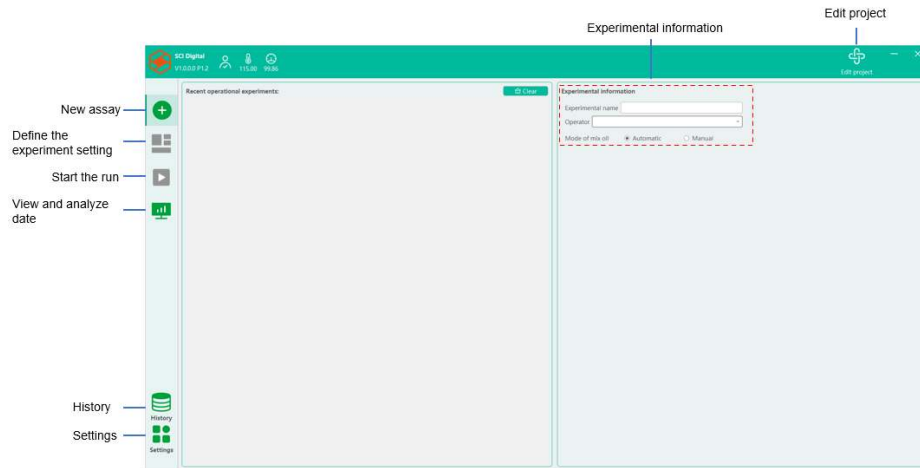 Edit project
Experimental information
SCI Digital
V1.0.0.0 P1.2
115.00
99.86
Edit project
New assay
Recent operational experiments:
Clear
Experimental information
Experimental name
Operator
Mode of mix oil
Automatic
Manual
Define the
experiment setting
Start the run
View and analyze
date
History
History
Settings
Settings